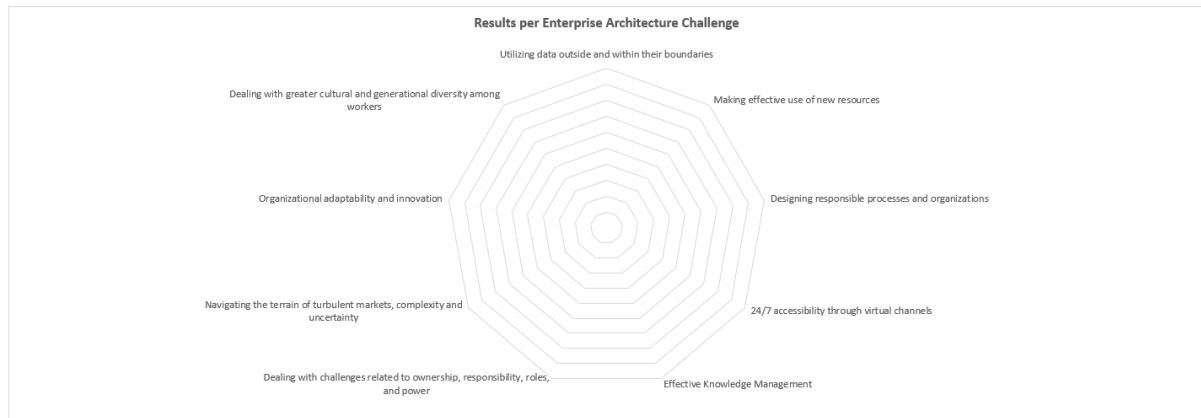 Results per Enterprise Architecture Challenge
Utilizing data outside and within their boundaries
Dealing with greater cultural and generational diversity among
workers
Making effective use of new resources
Organizational adaptability and innovation
Designing responsible processes and organizations
Navigating the terrain of turbulent markets, complexity and
uncertainty
24/7 accessibility through virtual channels
Dealing with challenges related to ownership, responsibility, roles,
and power
Effective Knowledge Management